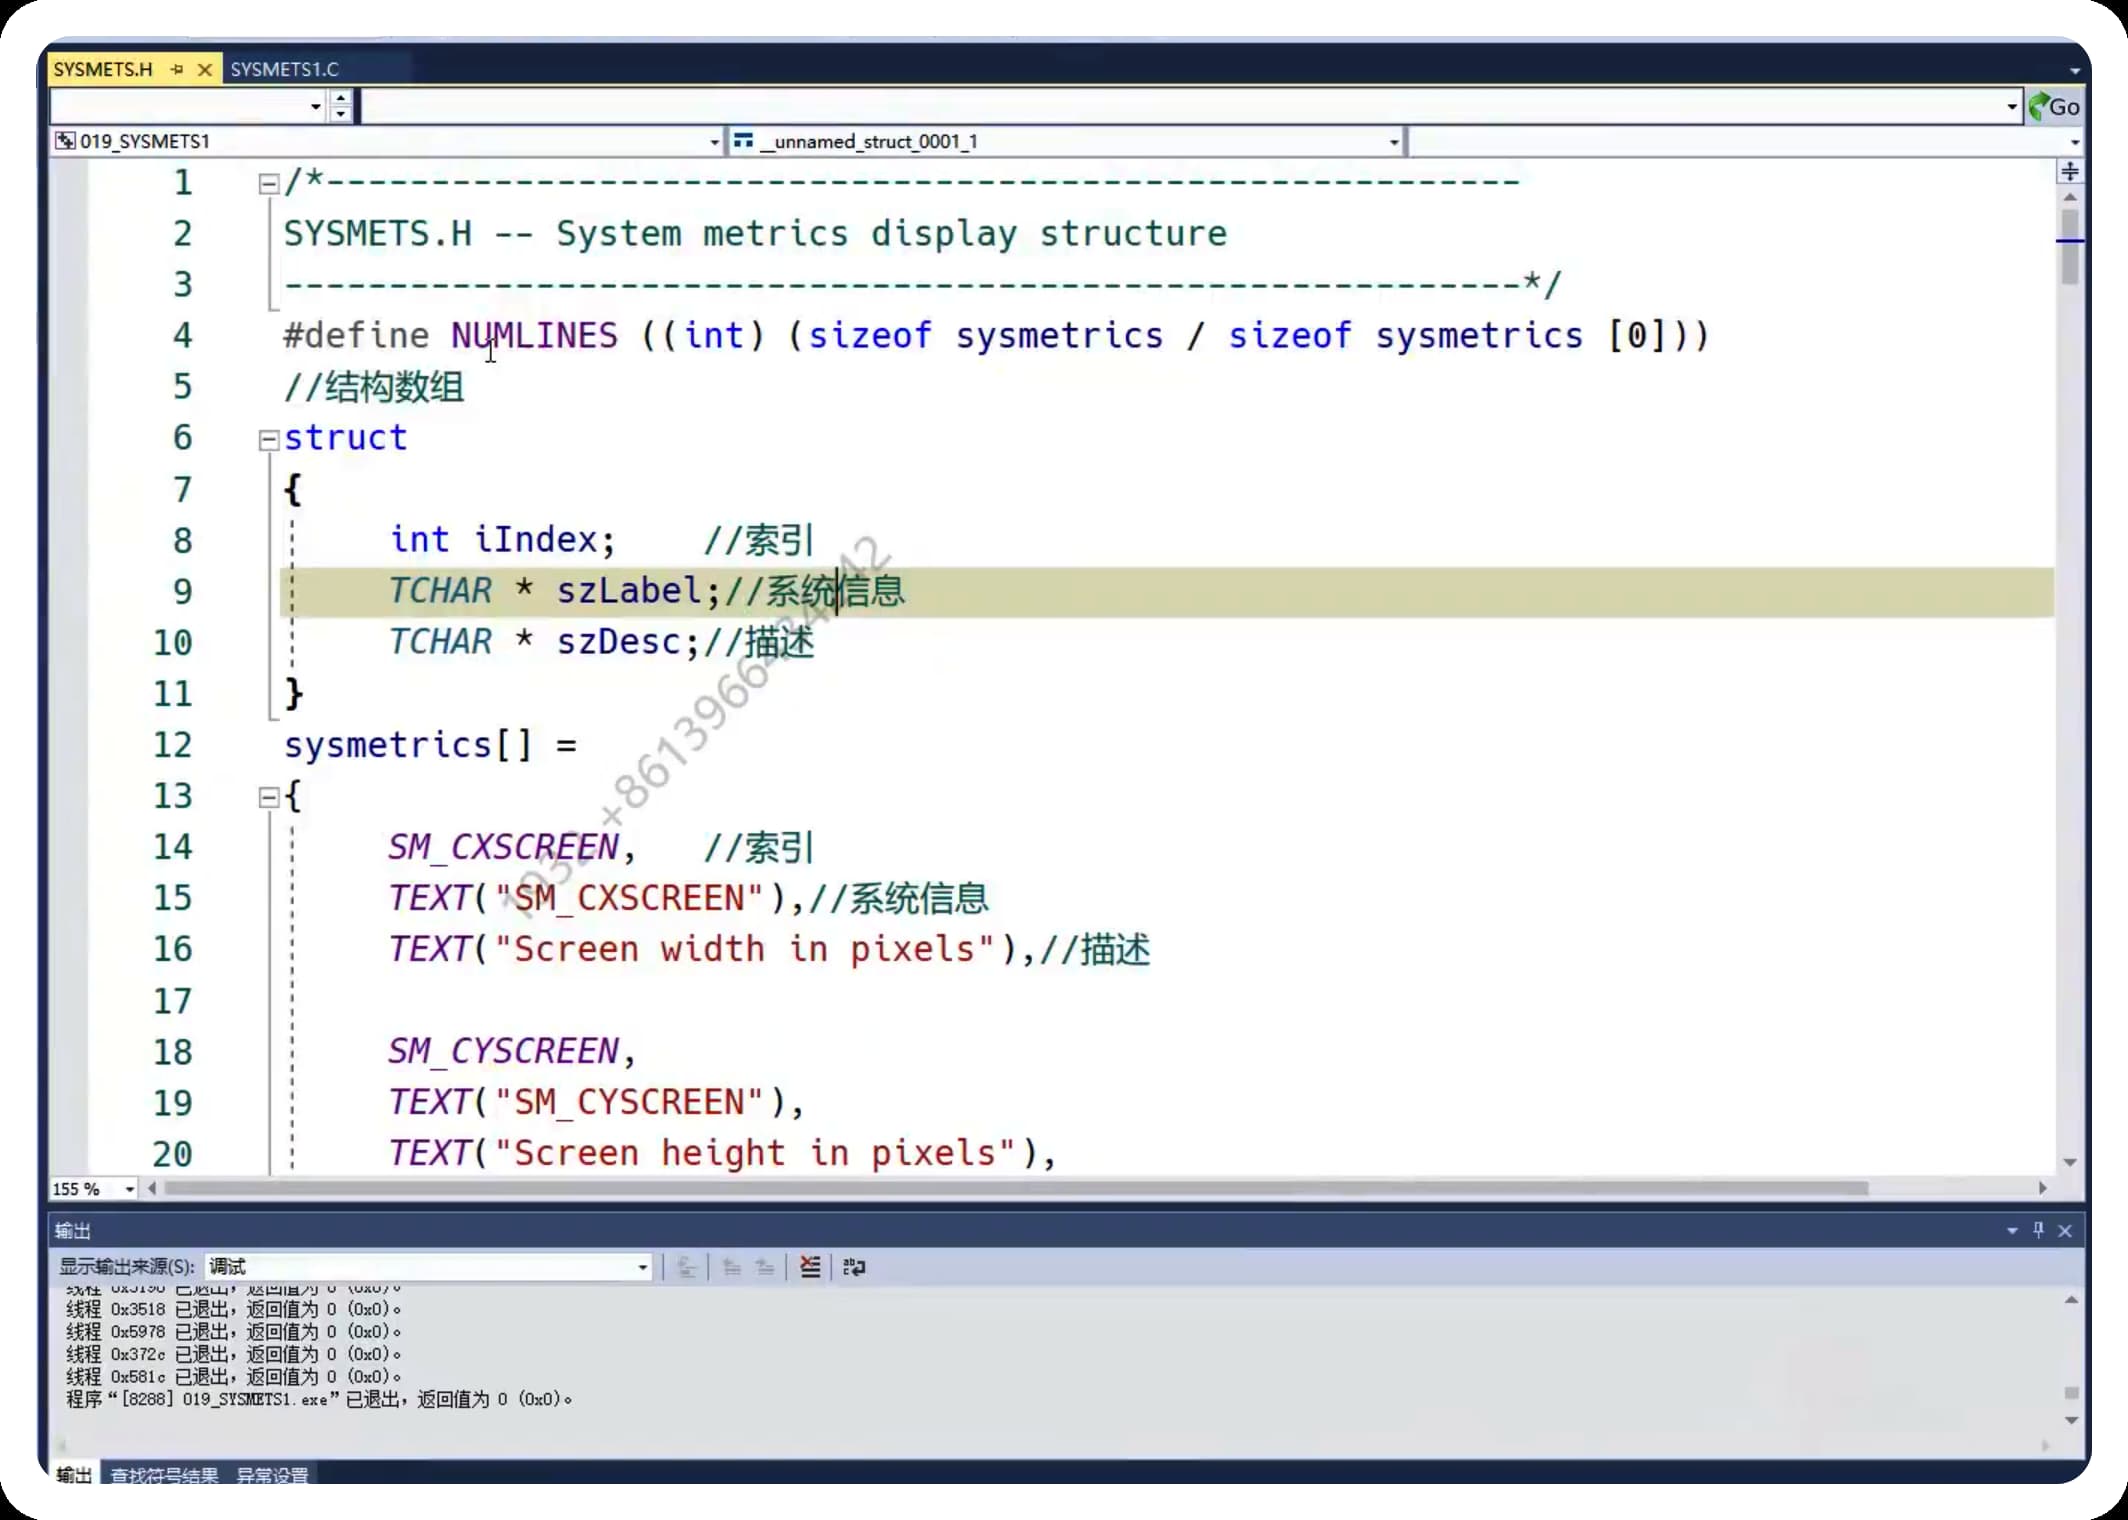 SYSMETS.H SYSMETS1.C
Go
019_SYSMETS1 __unnamed_struct_0001_1
1 /*---------------------------------------------------------
2 SYSMETS.H -- System metrics display structure
3 -----------------------------------------------------------*/
4 #define NUMLINES ((int) (sizeof sysmetrics / sizeof sysmetrics [0]))
5 //结构数组
6 struct
7 {
8 int iIndex; //索引
9 TCHAR * szLabel;//系统信息
10 TCHAR * szDesc;//描述
11 }
12 sysmetrics[] =
13 {
14 SM_CXSCREEN, //索引
15 TEXT("SM_CXSCREEN"),//系统信息
16 TEXT("Screen width in pixels"),//描述
17
18 SM_CYSCREEN,
19 TEXT("SM_CYSCREEN"),
20 TEXT("Screen height in pixels"),
155 %
输出
显示输出来源(S): 调试
线程 0x3518 已退出，返回值为 0 (0x0)。
线程 0x5978 已退出，返回值为 0 (0x0)。
线程 0x372c 已退出，返回值为 0 (0x0)。
线程 0x581c 已退出，返回值为 0 (0x0)。
程序“[8288] 019_SYSMETS1.exe”已退出，返回值为 0 (0x0)。
输出 查找符号结果 异常设置